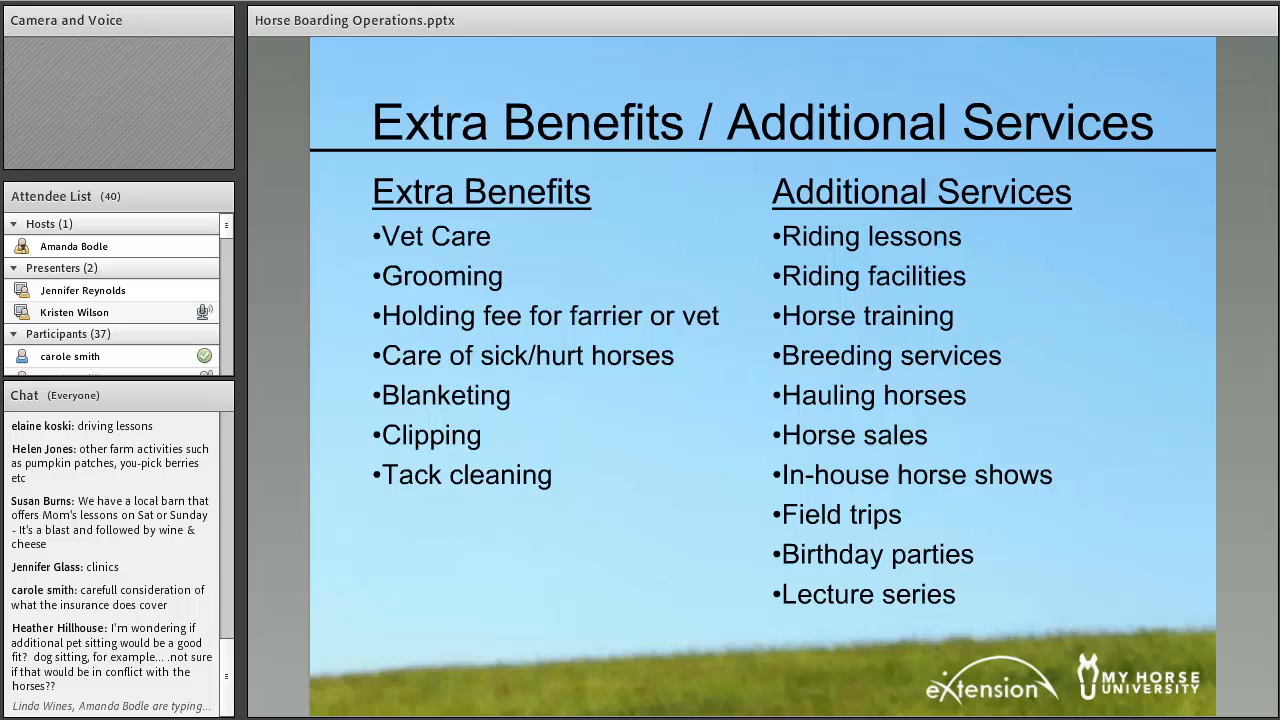 Camera and Voice
Horse Boarding Operations.pptx
Attendee List (40)
Hosts (1)
Amanda Bodle
Presenters (2)
Jennifer Reynolds
Kristen Wilson
Participants (37)
carole smith
Chat (Everyone)
elaine koski: driving lessons
Helen Jones: other farm activities such
as pumpkin patches, you-pick berries
etc
Susan Burns: We have a local barn that
offers Mom's lessons on Sat or Sunday
- It's a blast and followed by wine &
cheese
Jennifer Glass: clinics
carole smith: carefull consideration of
what the insurance does cover
Heather Hillhouse: I'm wondering if
additional pet sitting would be a good
fit? dog sitting, for example... .not sure
if that would be in conflict with the
horses??
Linda Wines, Amanda Bodle are typing...
Extra Benefits / Additional Services
Extra Benefits
•Vet Care
•Grooming
•Holding fee for farrier or vet
•Care of sick/hurt horses
•Blanketing
•Clipping
•Tack cleaning
Additional Services
•Riding lessons
•Riding facilities
•Horse training
•Breeding services
•Hauling horses
•Horse sales
•In-house horse shows
•Field trips
•Birthday parties
•Lecture series
eXtension
MY HORSE
UNIVERSITY